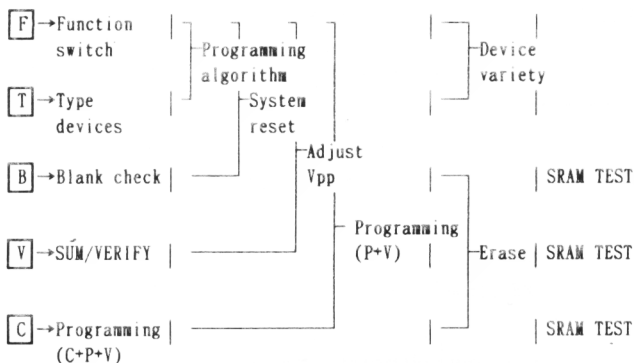 F →Function
switch
Programming
algorithm
Device
variety
T →Type
devices
System
reset
Adjust
Vpp
B →Blank check
SRAM TEST
Programming
(P+V)
V →SUM/VERIFY
Erase
SRAM TEST
C →Programming
(C+P+V)
SRAM TEST